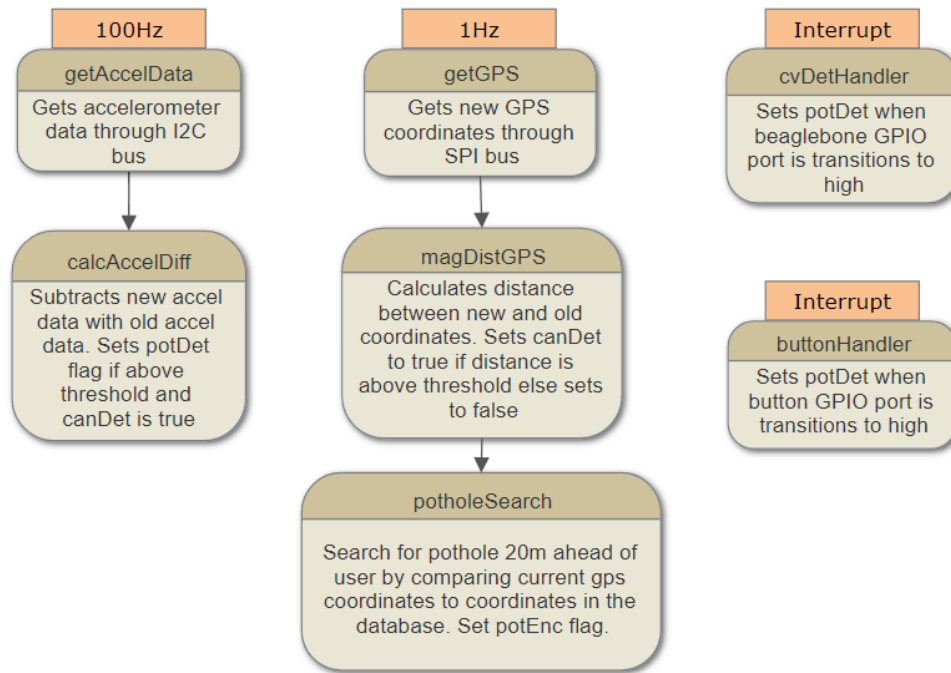 100Hz
getAccelData
Gets accelerometer
data through I2C
bus
calcAccelDiff
Subtracts new accel
data with old accel
data. Sets potDet
flag if above
threshold and
canDet is true
1Hz
getGPS
Gets new GPS
coordinates through
SPI bus
magDistGPS
Calculates distance
between new and old
coordinates. Sets canDet
to true if distance is
above threshold else sets
to false
potholeSearch
Search for pothole 20m ahead of
user by comparing current gps
coordinates to coordinates in the
database. Set potEnc flag.
Interrupt
cvDetHandler
Sets potDet when
beaglebone GPIO
port is transitions to
high
Interrupt
buttonHandler
Sets potDet when
button GPIO port is
transitions to high